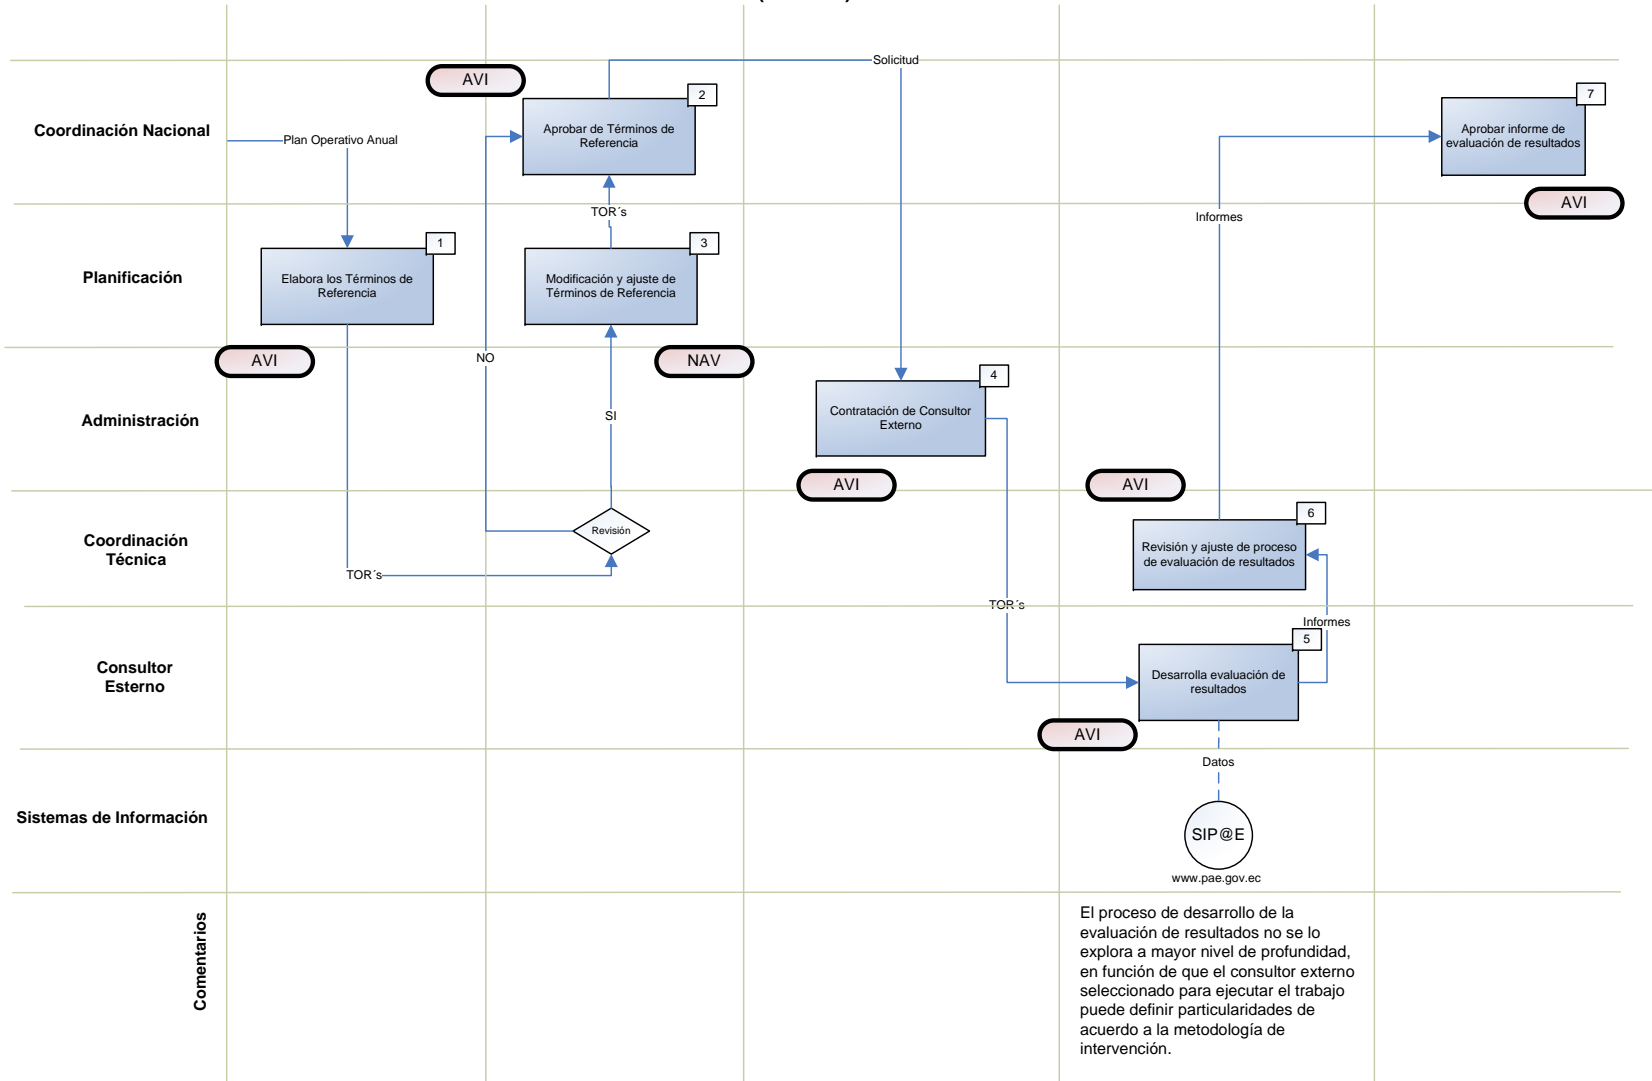 Solicitud
AVI
2
7
Coordinación Nacional
Plan Operativo Anual
Aprobar de Términos de
Referencia
Aprobar informe de
evaluación de resultados
AVI
TOR´s
Informes
1
3
Planificación
Elabora los Términos de
Referencia
Modificación y ajuste de
Términos de Referencia
AVI
NO
NAV
4
Administración
SI
Contratación de Consultor
Externo
AVI
AVI
6
Coordinación
Técnica
Revisión
Revisión y ajuste de proceso
de evaluación de resultados
TOR´s
TOR´s
Informes
5
Consultor
Esterno
Desarrolla evaluación de
resultados
AVI
Datos
Sistemas de Información
SIP@E
www.pae.gov.ec
Comentarios
El proceso de desarrollo de la
evaluación de resultados no se lo
explora a mayor nivel de profundidad,
en función de que el consultor externo
seleccionado para ejecutar el trabajo
puede definir particularidades de
acuerdo a la metodología de
intervención.